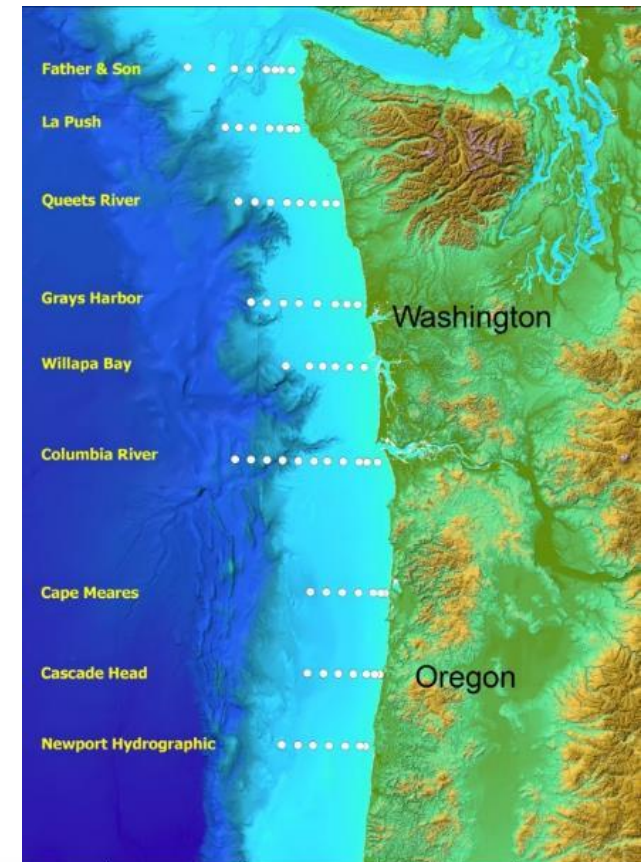 Father & Son
La Push
Queets River
Grays Harbor
Washington
Willapa Bay
Columbia River
Cape Meares
Cascade Head
Oregon
Newport Hydrographic